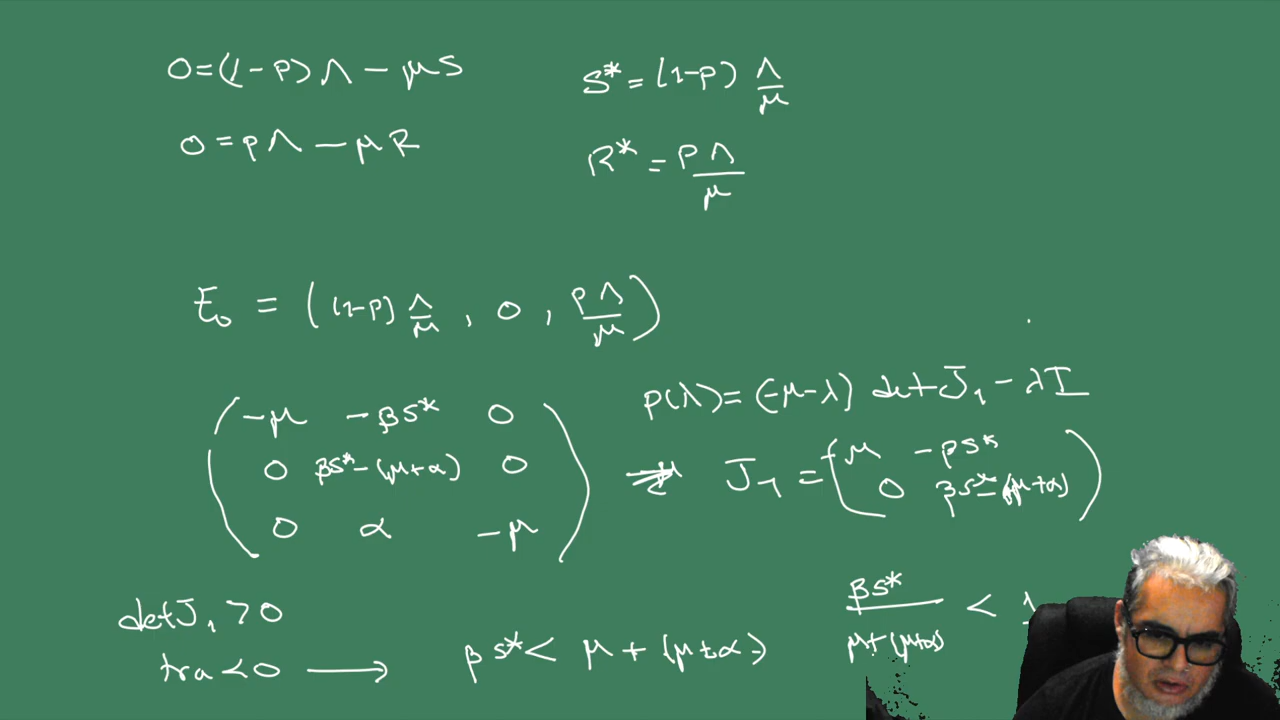 0 = (1-p) Λ - μS
S* = (1-p) Λ/μ
0 = pΛ - μR
R* = pΛ/μ
E₀ = ((1-p) Λ/μ , 0 , pΛ/μ)
p(λ) = (-μ-λ) det J₁ - λI
-μ -βS* 0
0 βS* - (μ+α) 0
0 α -μ
J₁ = ( -μ -βS*
0 βS* - (μ+α) )
det J₁ > 0
tra < 0 ⟶ βS* < μ + (μ+α)
βS*/μ+(μ+α) < 1